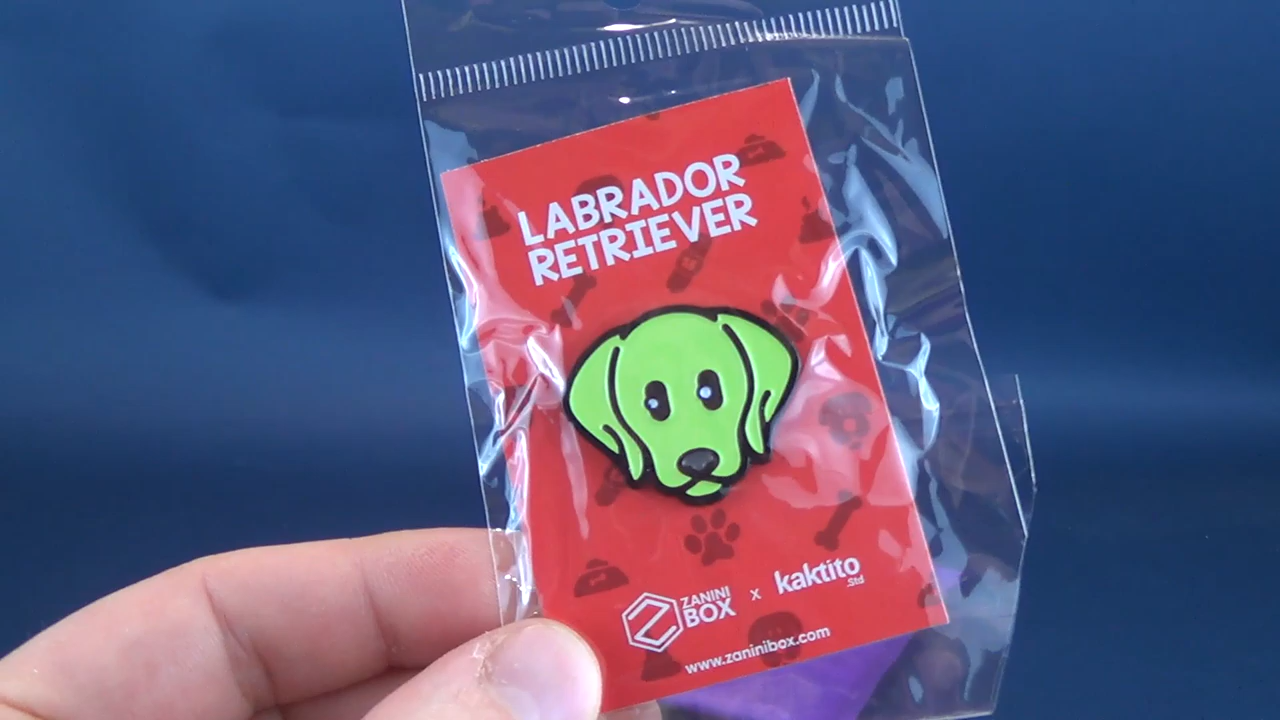 LABRADOR
RETRIEVER
ZANINI
BOX x kaktito
.Std
www.zaninibox.com